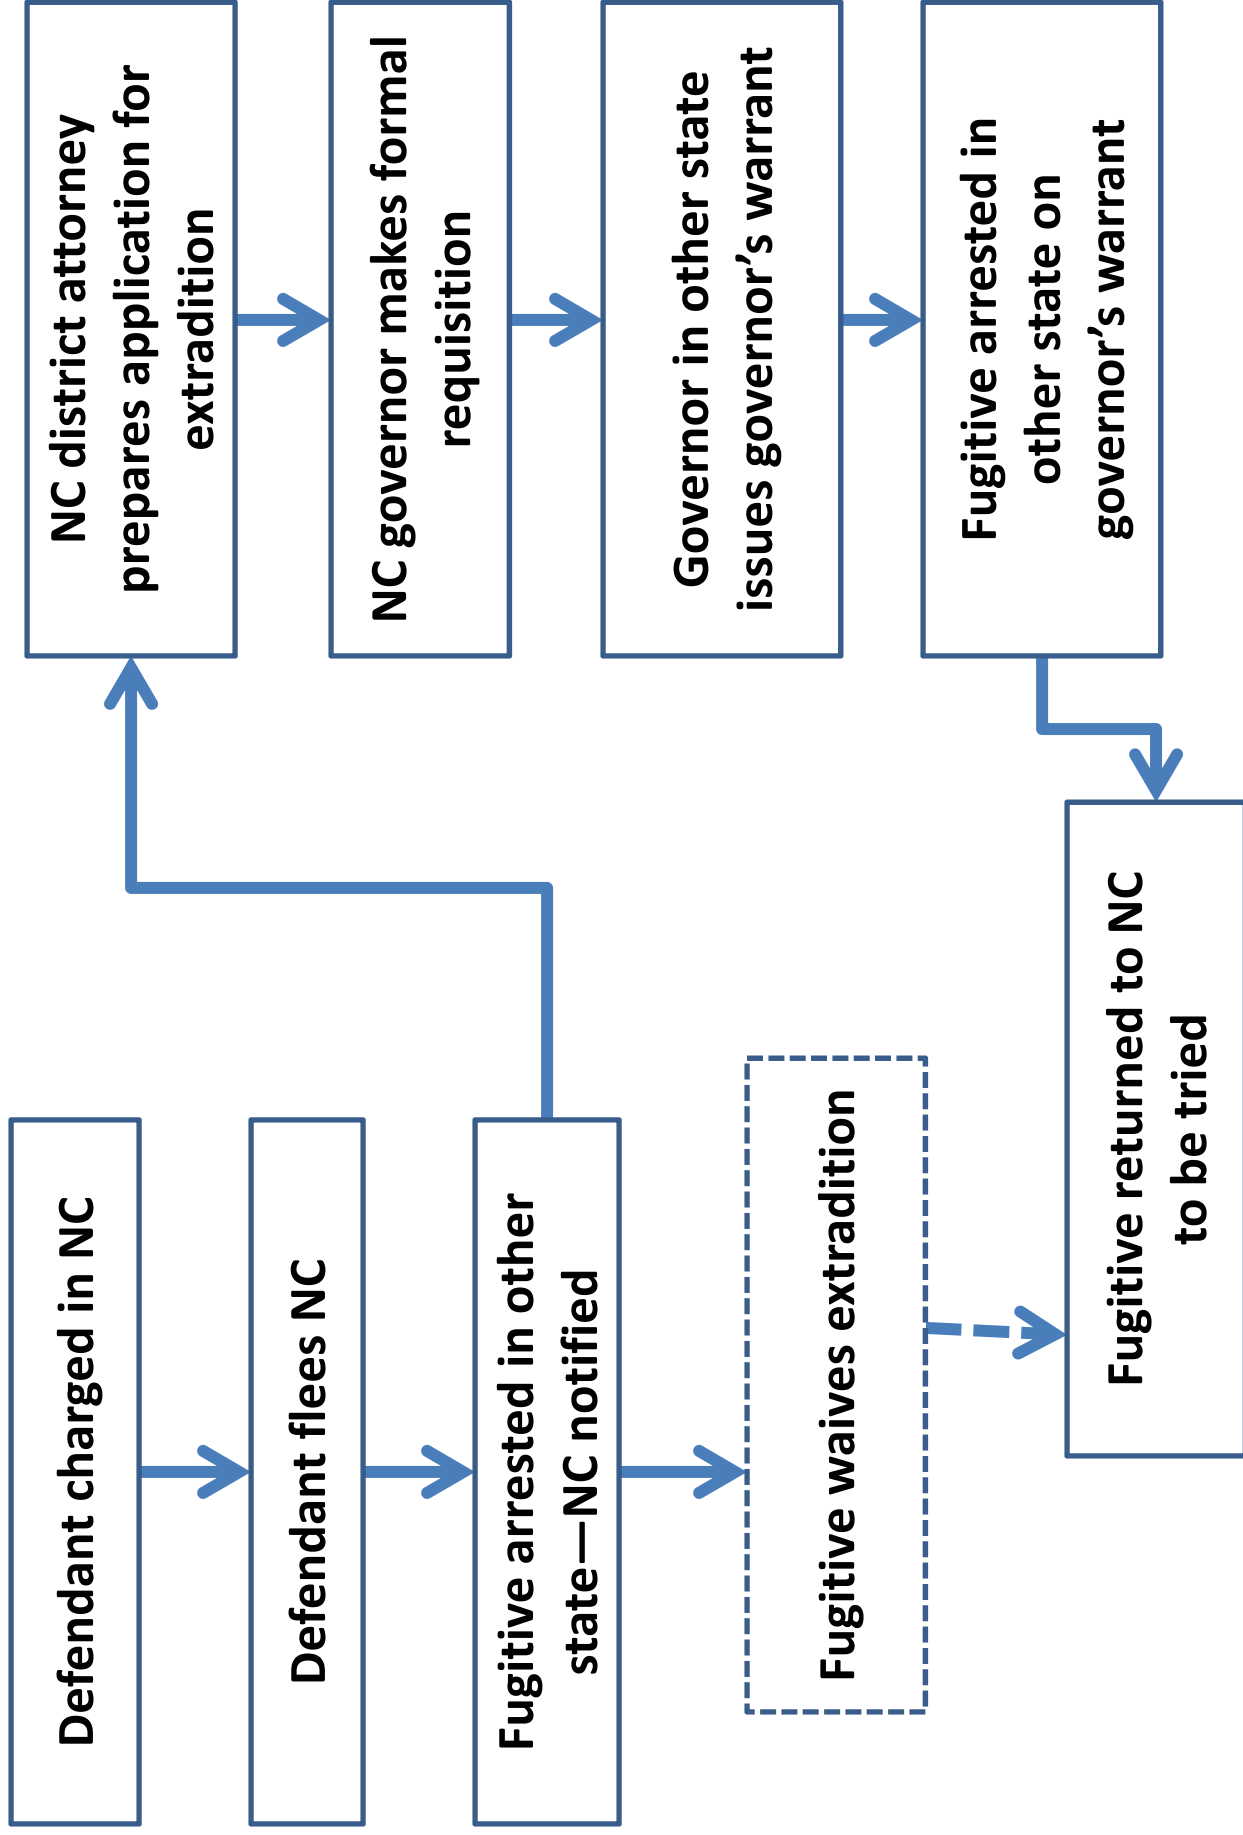 Defendant charged in NC
Defendant flees NC
Fugitive arrested in other
state—NC notified
Fugitive waives extradition
NC district attorney
prepares application for
extradition
NC governor makes formal
requisition
Governor in other state
issues governor’s warrant
Fugitive arrested in
other state on
governor’s warrant
Fugitive returned to NC
to be tried